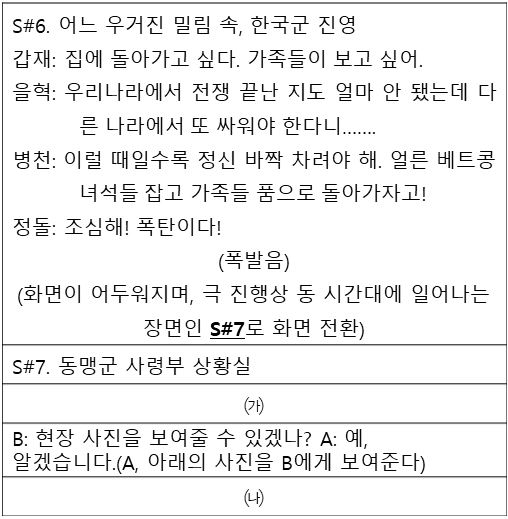 S#6. 어느 우거진 밀림 속, 한국군 진영
갑재: 집에 돌아가고 싶다. 가족들이 보고 싶어.
을혁: 우리나라에서 전쟁 끝난 지도 얼마 안 됐는데 다
른 나라에서 또 싸워야 한다니…….
병천: 이럴 때일수록 정신 바짝 차려야 해. 얼른 베트콩
녀석들 잡고 가족들 품으로 돌아가자고!
정돌: 조심해! 폭탄이다!
(폭발음)
(화면이 어두워지며, 극 진행상 동 시간대에 일어나는
장면인 S#7로 화면 전환)
S#7. 동맹군 사령부 상황실
㈎
B: 현장 사진을 보여줄 수 있겠나? A: 예,
알겠습니다.(A, 아래의 사진을 B에게 보여준다)
㈏